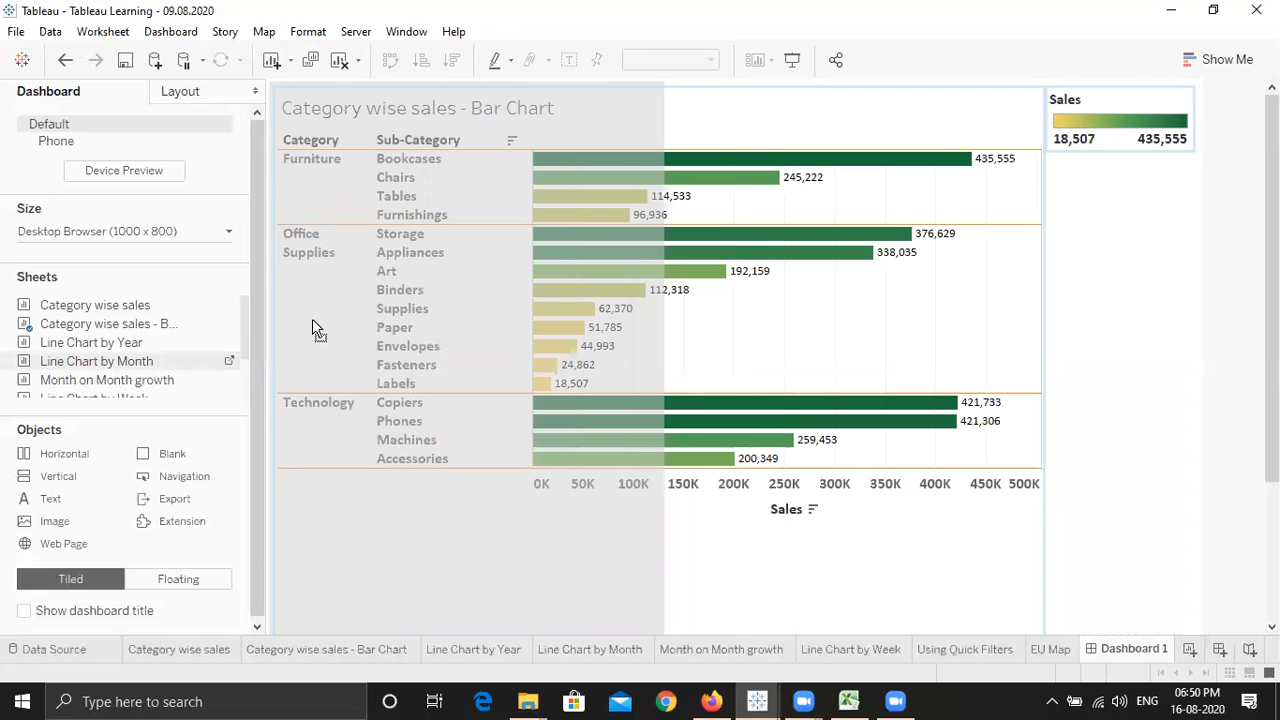 Tableau - Tableau Learning - 09.08.2020
File Data Worksheet Dashboard Story Map Format Server Window Help
Show Me
Dashboard Layout
Default
Phone
Device Preview
Size
Desktop Browser (1000 x 800)
Sheets
Category wise sales
Category wise sales - B...
Line Chart by Year
Line Chart by Month
Month on Month growth
Line Chart by Week
Objects
Horizontal Blank
Vertical Navigation
Text Export
Image Extension
Web Page
Tiled Floating
Show dashboard title
Category wise sales - Bar Chart
Category Sub-Category
Furniture Bookcases 435,555
Chairs 245,222
Tables 114,533
Furnishings 96,936
Office Storage 376,629
Supplies Appliances 338,035
Art 192,159
Binders 112,318
Supplies 62,370
Paper 51,785
Envelopes 44,993
Fasteners 24,862
Labels 18,507
Technology Copiers 421,733
Phones 421,306
Machines 259,453
Accessories 200,349
0K 50K 100K 150K 200K 250K 300K 350K 400K 450K 500K
Sales
Sales
18,507 435,555
Data Source Category wise sales Category wise sales - Bar Chart Line Chart by Year Line Chart by Month Month on Month growth Line Chart by Week Using Quick Filters EU Map Dashboard 1
Type here to search
ENG
06:50 PM
16-08-2020